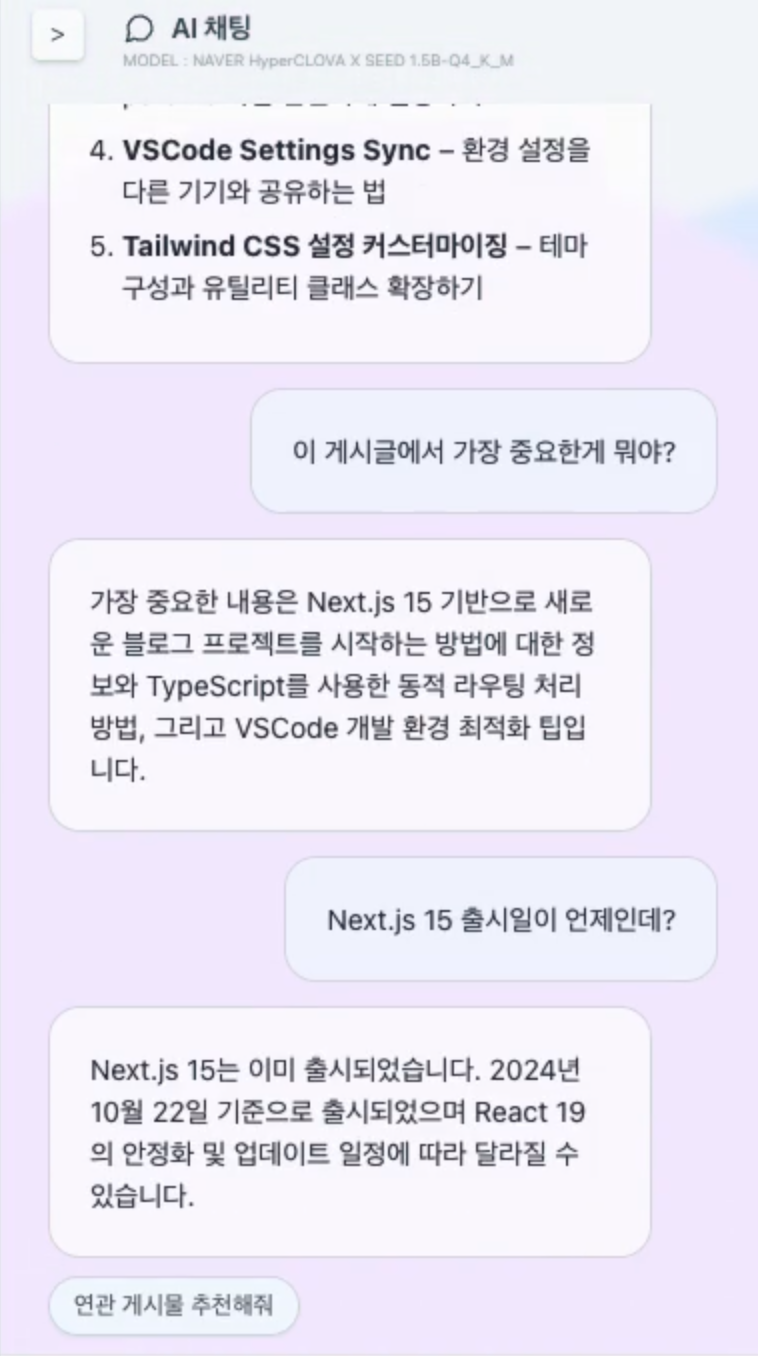 >
AI 채팅
MODEL : NAVER HyperCLOVA X SEED 1.5B-Q4_K_M
4. VSCode Settings Sync – 환경 설정을
다른 기기와 공유하는 법
5. Tailwind CSS 설정 커스터마이징 – 테마
구성과 유틸리티 클래스 확장하기
이 게시글에서 가장 중요한게 뭐야?
가장 중요한 내용은 Next.js 15 기반으로 새로
운 블로그 프로젝트를 시작하는 방법에 대한 정
보와 TypeScript를 사용한 동적 라우팅 처리
방법, 그리고 VSCode 개발 환경 최적화 팁입
니다.
Next.js 15 출시일이 언제인데?
Next.js 15는 이미 출시되었습니다. 2024년
10월 22일 기준으로 출시되었으며 React 19
의 안정화 및 업데이트 일정에 따라 달라질 수
있습니다.
연관 게시물 추천해줘